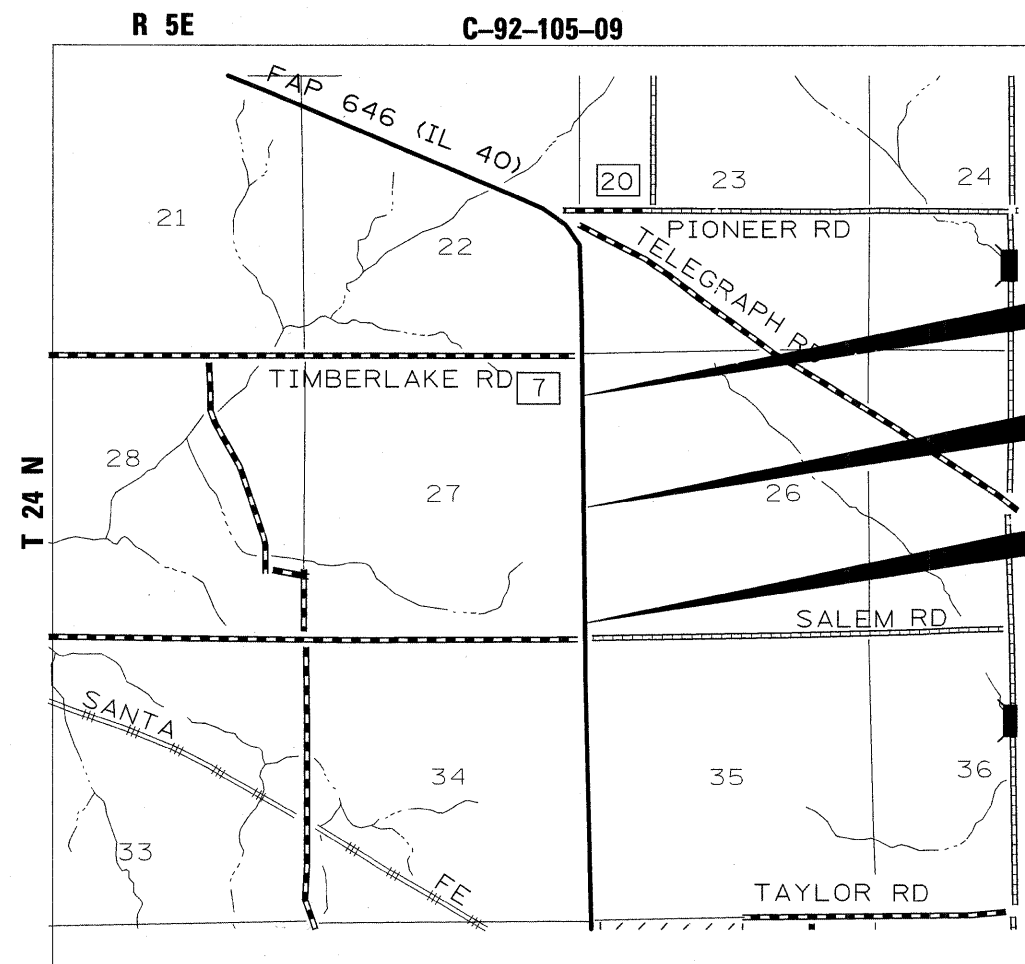 R 5E
C–92–105–09
FAP 646 (IL 40)
20
23
24
21
PIONEER RD
22
TELEGRAPH RD
TIMBERLAKE RD
7
28
27
26
T 24 N
SALEM RD
SANTA
34
35
36
33
FE
TAYLOR RD